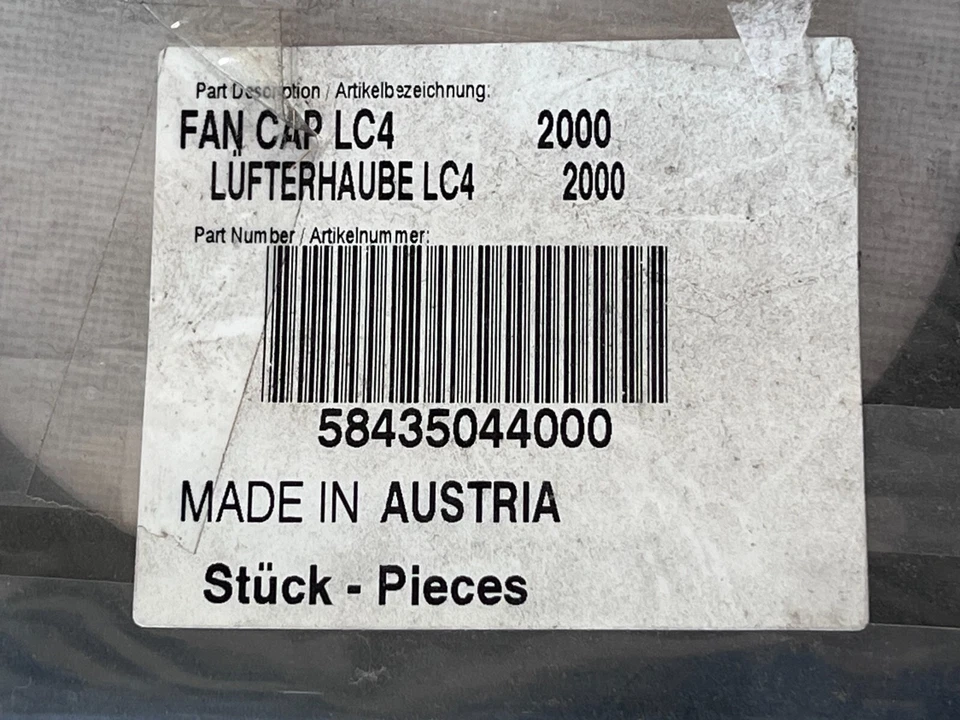 Part Description / Artikelbezeichnung:
FAN CAP LC4 2000
LÜFTERHAUBE LC4 2000
Part Number / Artikelnummer:
58435044000
MADE IN AUSTRIA
Stück - Pieces